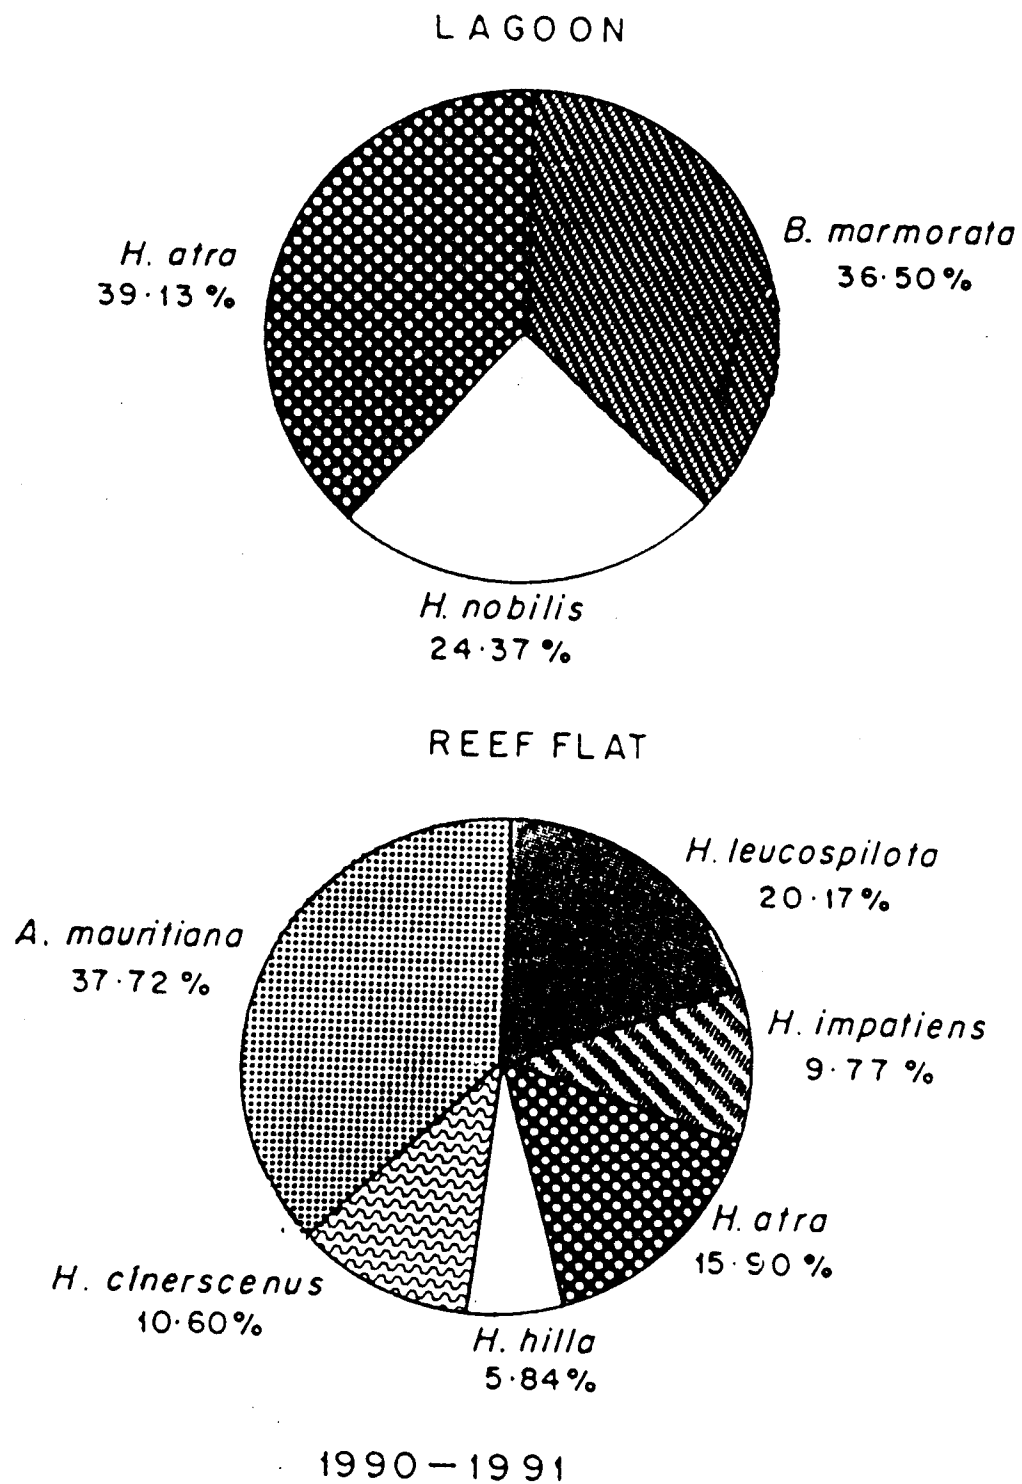 LAGOON
H. atra
39·13 %
B. marmorata
36·50%
H. nobilis
24·37 %
REEF FLAT
H. leucospilota
20·17%
A. mauritiana
37·72 %
H. impatiens
9·77 %
H. atra
15·90 %
H. cinerscenus
10·60%
H. hilla
5·84%
1990-1991